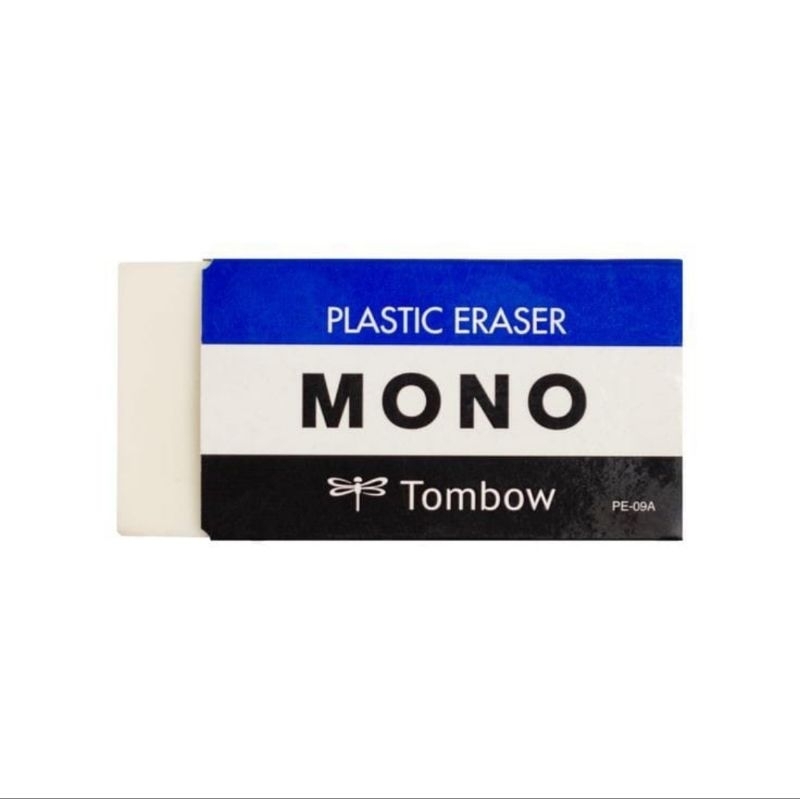 PLASTIC ERASER
MONO
Tombow
PE-09A